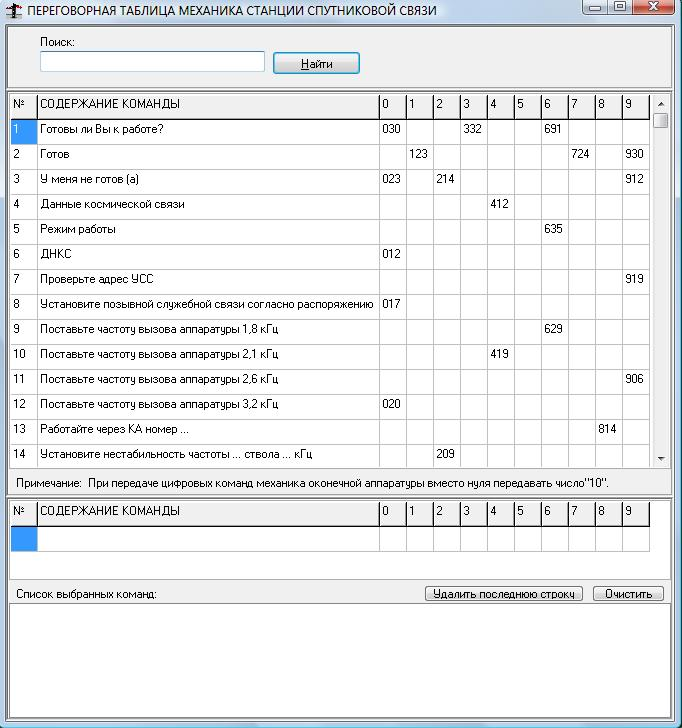 ПЕРЕГОВОРНАЯ ТАБЛИЦА МЕХАНИКА СТАНЦИИ СПУТНИКОВОЙ СВЯЗИ
Поиск:
Найти
№ СОДЕРЖАНИЕ КОМАНДЫ 0 1 2 3 4 5 6 7 8 9
1 Готовы ли Вы к работе? 030 332 691
2 Готов 123 724 930
3 У меня не готов (а) 023 214 912
4 Данные космической связи 412
5 Режим работы 635
6 ДНКС 012
7 Проверьте адрес УСС 919
8 Установите позывной служебной связи согласно распоряжению 017
9 Поставьте частоту вызова аппаратуры 1,8 кГц 629
10 Поставьте частоту вызова аппаратуры 2,1 кГц 419
11 Поставьте частоту вызова аппаратуры 2,6 кГц 906
12 Поставьте частоту вызова аппаратуры 3,2 кГц 020
13 Работайте через КА номер ... 814
14 Установите нестабильность частоты ... ствола ... кГц 209
Примечание: При передаче цифровых команд механика оконечной аппаратуры вместо нуля передавать число"10".
№ СОДЕРЖАНИЕ КОМАНДЫ 0 1 2 3 4 5 6 7 8 9
Список выбранных команд: Удалить последнюю строку Очистить